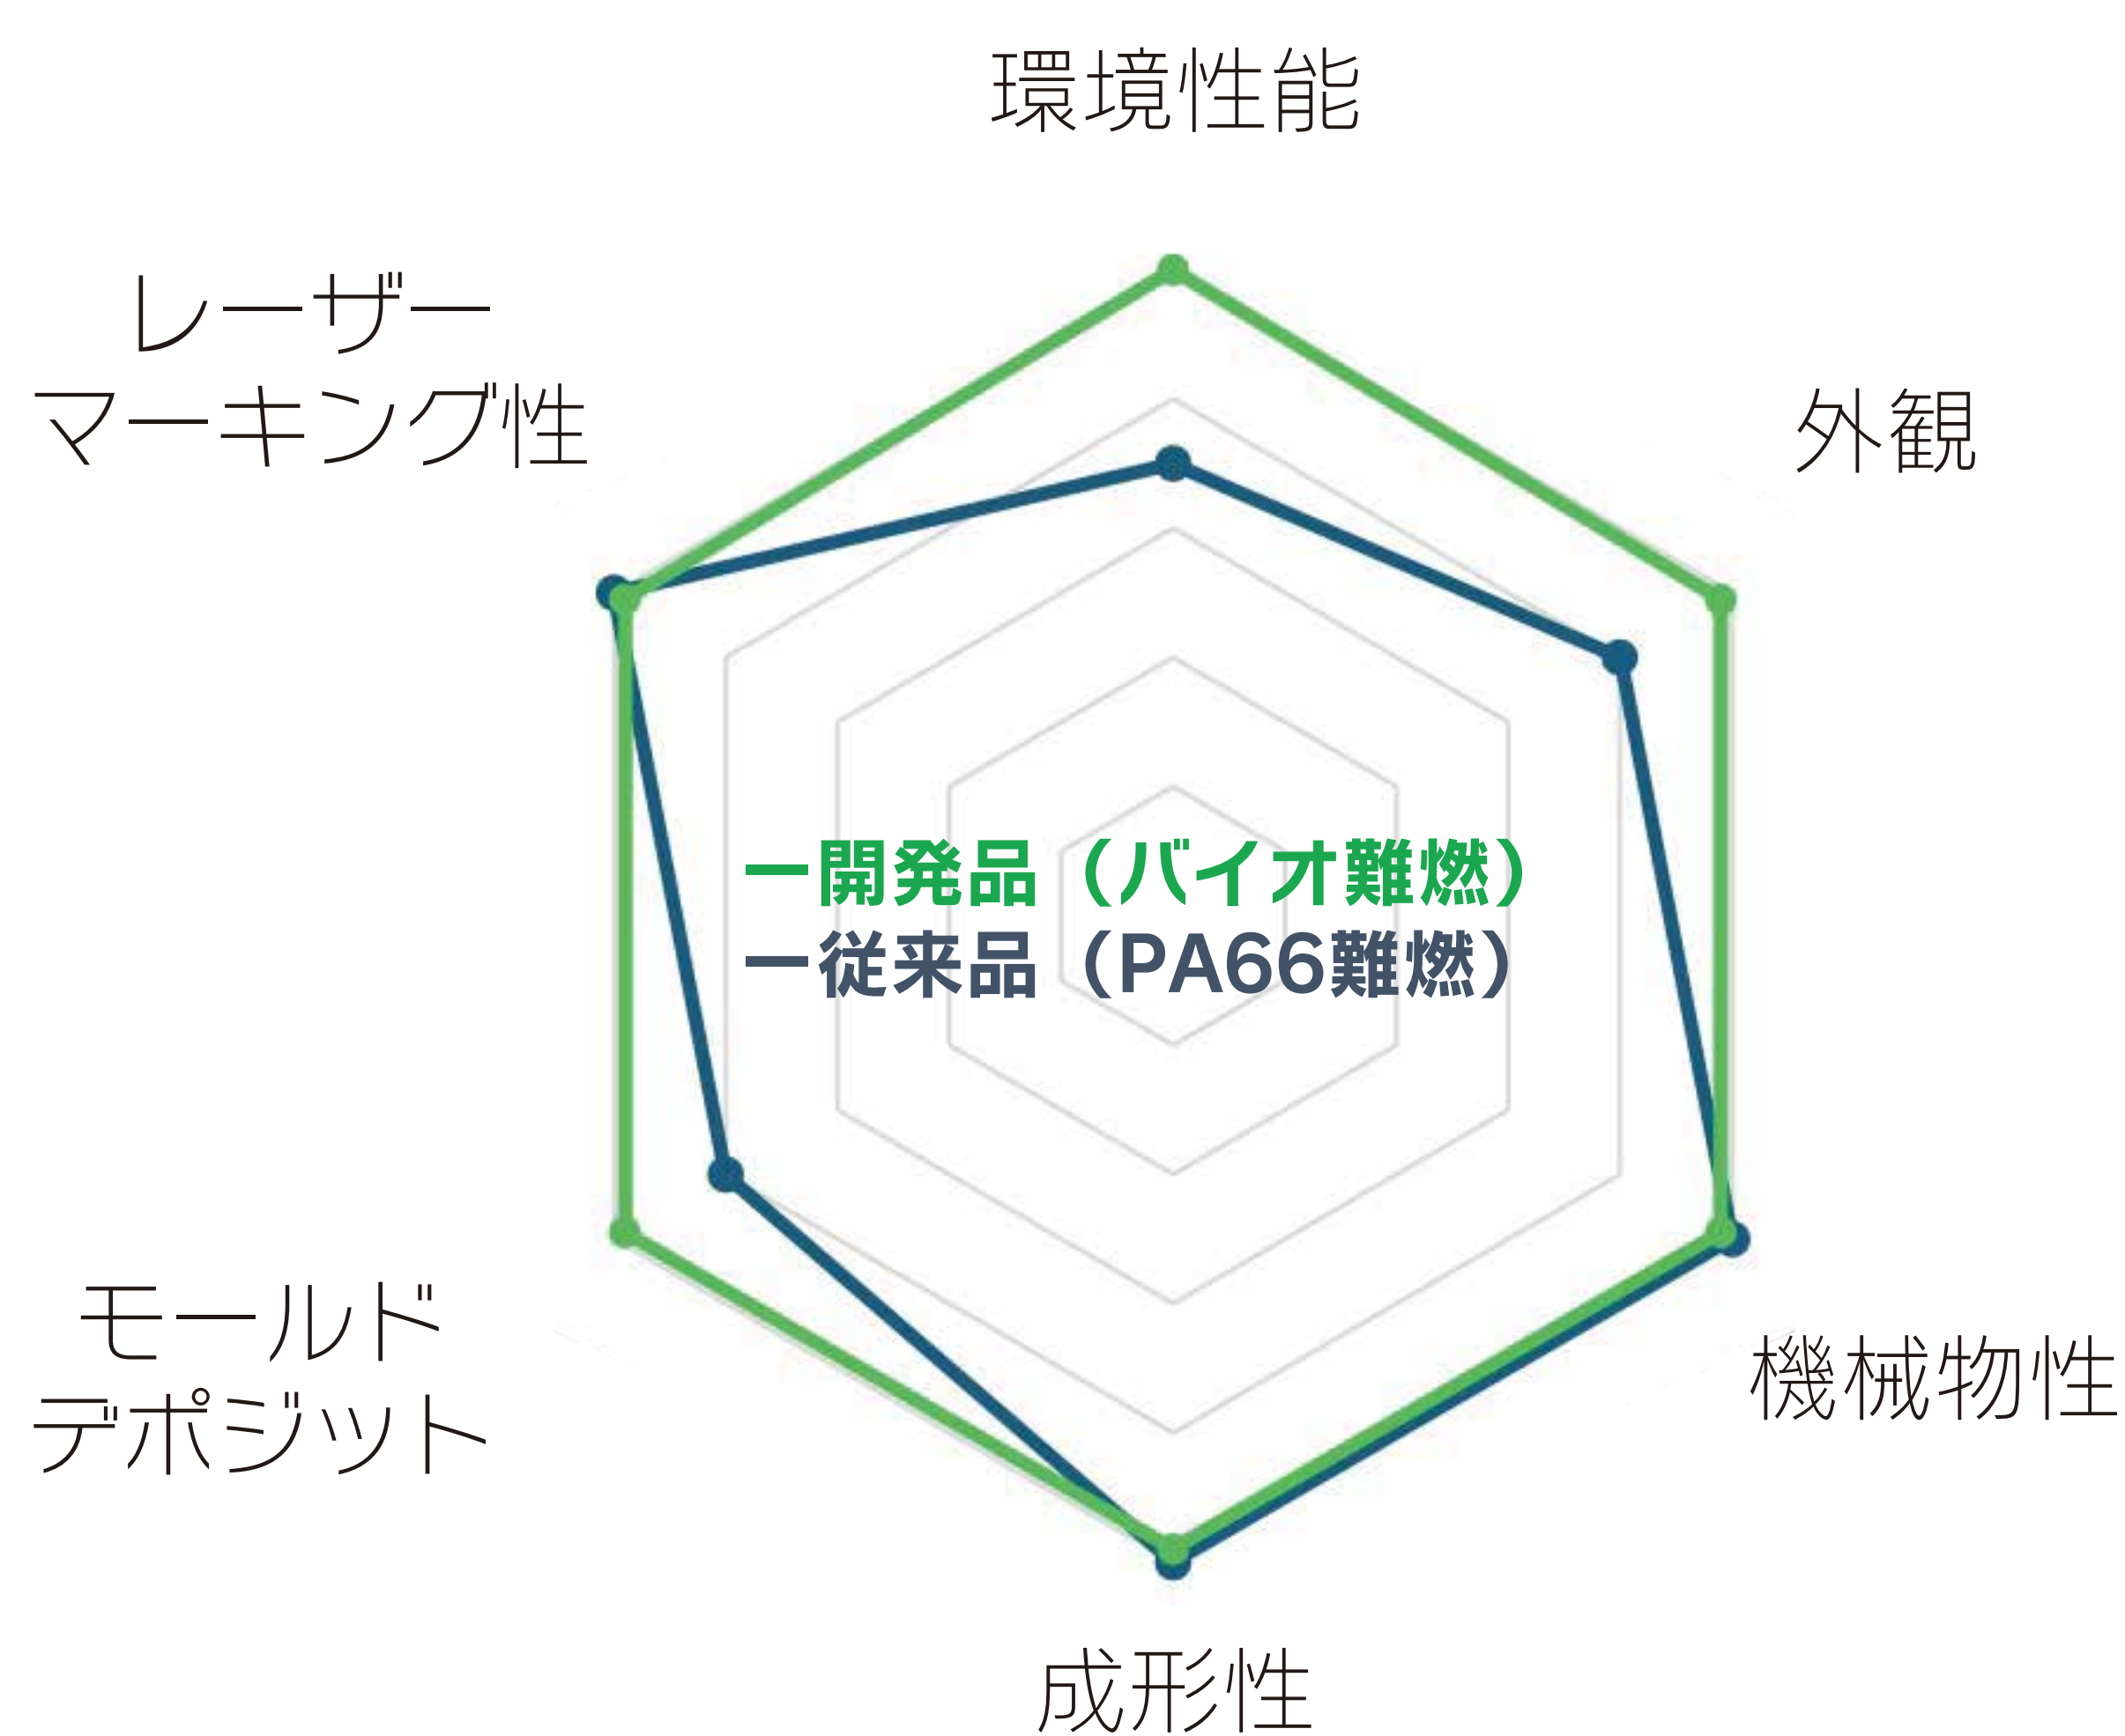 環境性能
レーザー
マーキング性
外観
ー開発品（バイオ難燃）
ー従来品（PA66難燃）
モールド
デポジット
機械物性
成形性